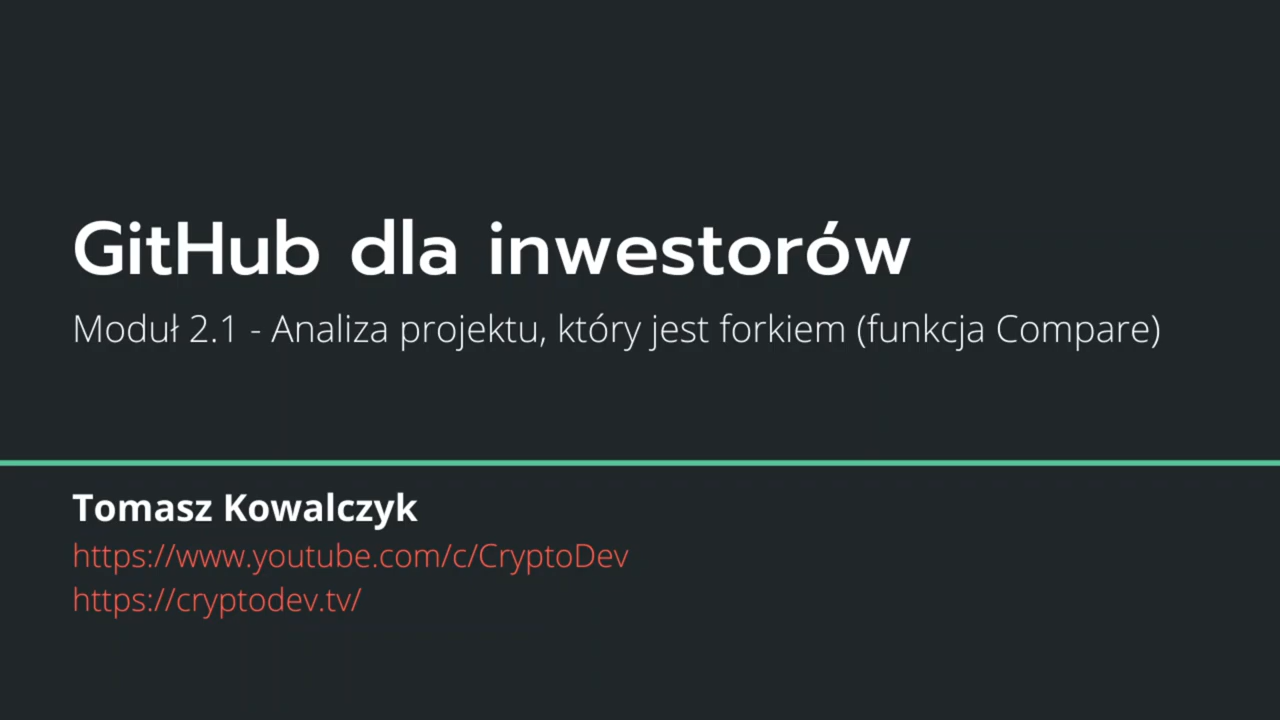 GitHub dla inwestorów
Moduł 2.1 - Analiza projektu, który jest forkiem (funkcja Compare)
Tomasz Kowalczyk
https://www.youtube.com/c/CryptoDev
https://cryptodev.tv/